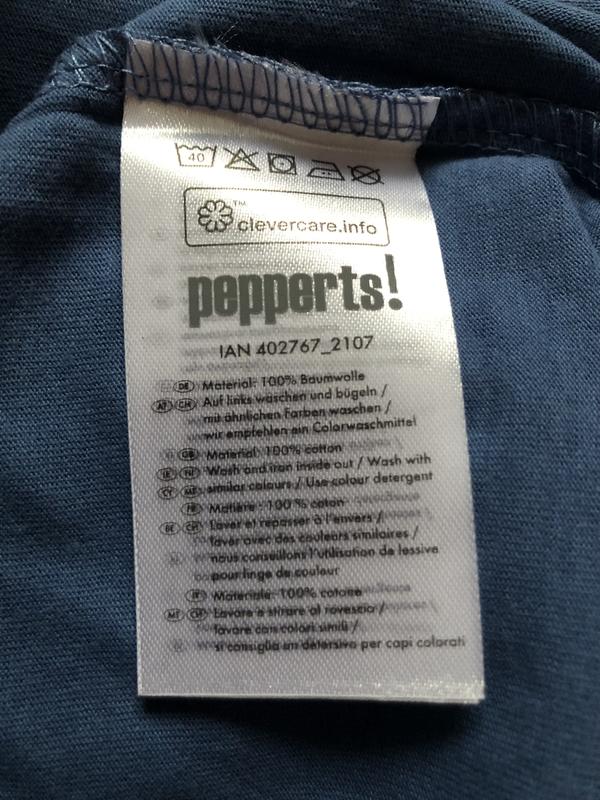 40
™
clevercare.info
pepperts!
IAN 402767_2107
DE Material: 100% Baumwolle
AT CH Auf links waschen und bügeln /
mit ähnlichen Farben waschen /
wir empfehlen ein Colorwaschmittel
GB Material: 100% cotton
IE NI Wash and iron inside out / Wash with
CY MT similar colours / Use colour detergent
FR Matière: 100% coton
BE CH Laver et repasser à l'envers /
laver avec des couleurs similaires /
nous conseillons l'utilisation de lessive
pour linge de couleur
IT Materiale: 100% cotone
MT CH Lavare e stirare al rovescio /
lavare con colori simili /
si consiglia un detersivo per capi colorati